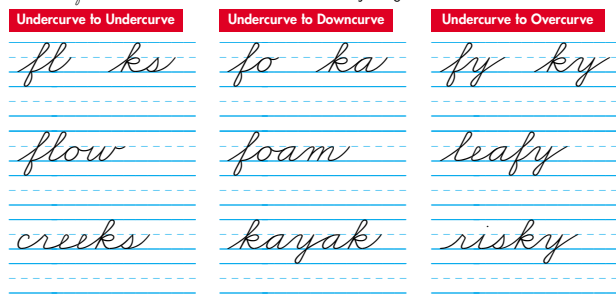 Undercurve to Undercurve
fl ks
flow
creeks
Undercurve to Downcurve
fo ka
foam
kayak
Undercurve to Overcurve
fy ky
leafy
risky